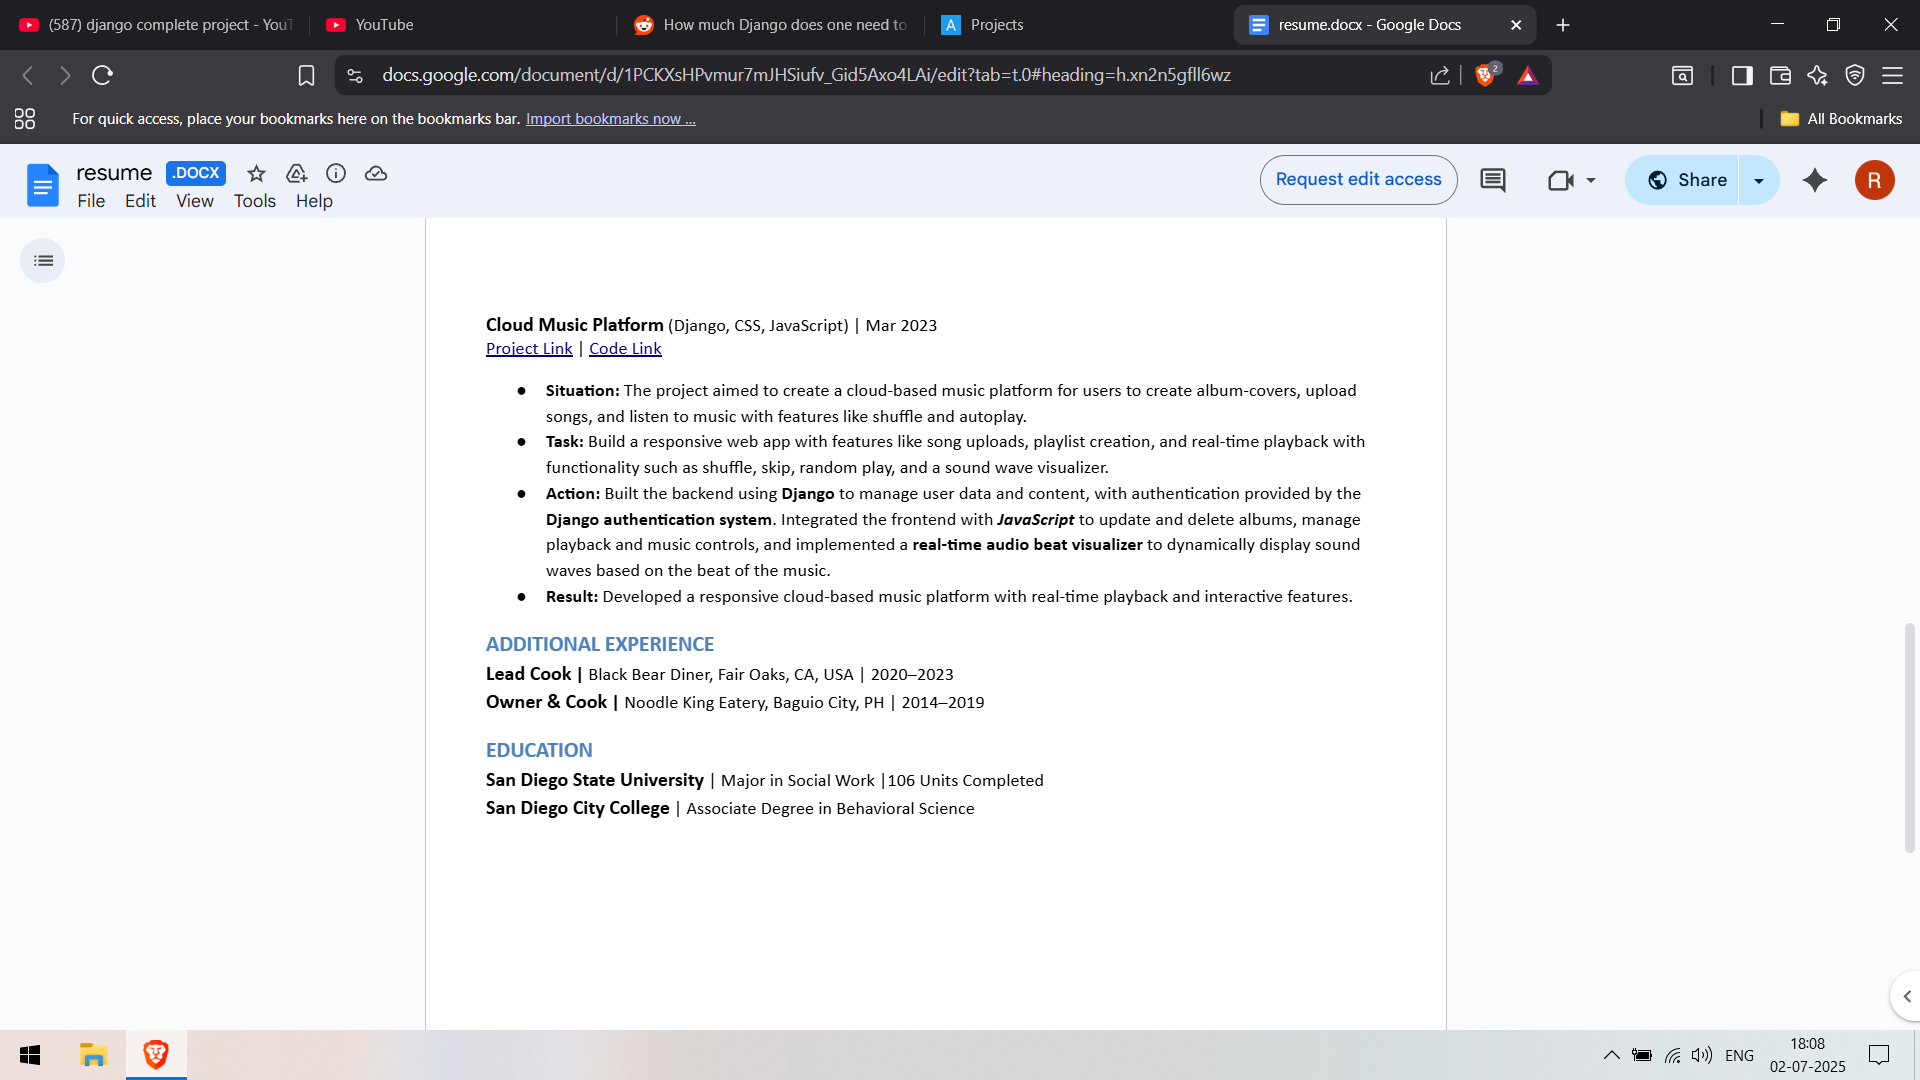 (587) django complete project - YouT
YouTube
How much Django does one need to
A Projects
resume.docx - Google Docs
docs.google.com/document/d/1PCKXsHPvmur7mJHSiufv_Gid5Axo4LAi/edit?tab=t.0#heading=h.xn2n5gfll6wz
2
For quick access, place your bookmarks here on the bookmarks bar. Import bookmarks now ...
All Bookmarks
resume .DOCX
File Edit View Tools Help
Request edit access
Share
R
Cloud Music Platform (Django, CSS, JavaScript) | Mar 2023
Project Link | Code Link
● Situation: The project aimed to create a cloud-based music platform for users to create album-covers, upload
songs, and listen to music with features like shuffle and autoplay.
● Task: Build a responsive web app with features like song uploads, playlist creation, and real-time playback with
functionality such as shuffle, skip, random play, and a sound wave visualizer.
● Action: Built the backend using Django to manage user data and content, with authentication provided by the
Django authentication system. Integrated the frontend with JavaScript to update and delete albums, manage
playback and music controls, and implemented a real-time audio beat visualizer to dynamically display sound
waves based on the beat of the music.
● Result: Developed a responsive cloud-based music platform with real-time playback and interactive features.
ADDITIONAL EXPERIENCE
Lead Cook | Black Bear Diner, Fair Oaks, CA, USA | 2020–2023
Owner & Cook | Noodle King Eatery, Baguio City, PH | 2014–2019
EDUCATION
San Diego State University | Major in Social Work |106 Units Completed
San Diego City College | Associate Degree in Behavioral Science
ENG
18:08
02-07-2025